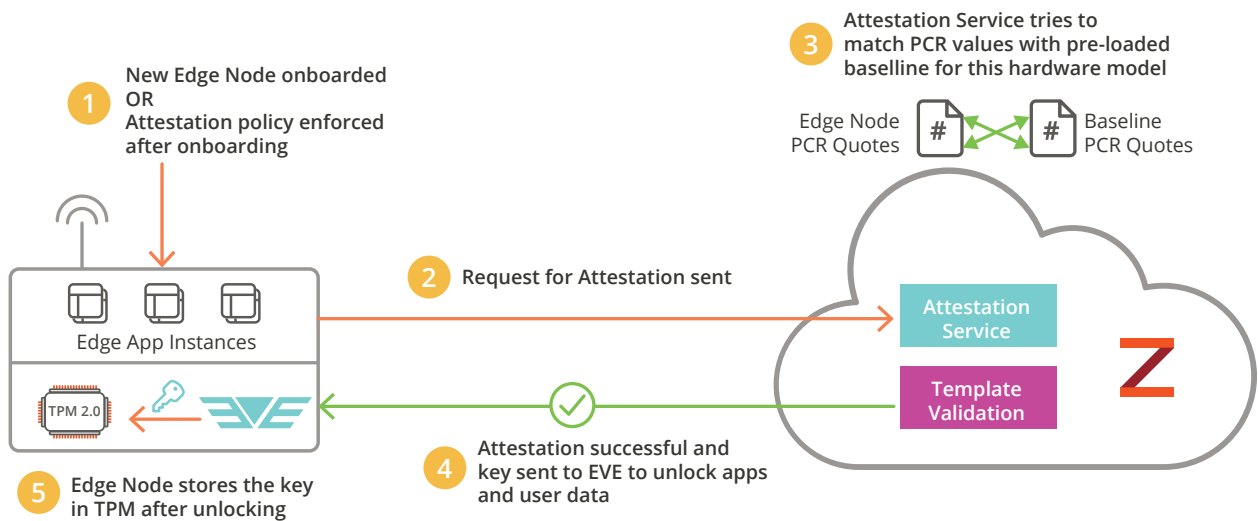 1
New Edge Node onboarded
OR
Attestation policy enforced
after onboarding
2
Request for Attestation sent
3
Attestation Service tries to
match PCR values with pre-loaded
baselline for this hardware model
Edge Node
PCR Quotes
#
#
Baseline
PCR Quotes
Edge App Instances
TPM 2.0
EVE
Attestation
Service
Template
Validation
Z
4
Attestation successful and
key sent to EVE to unlock apps
and user data
5
Edge Node stores the key
in TPM after unlocking